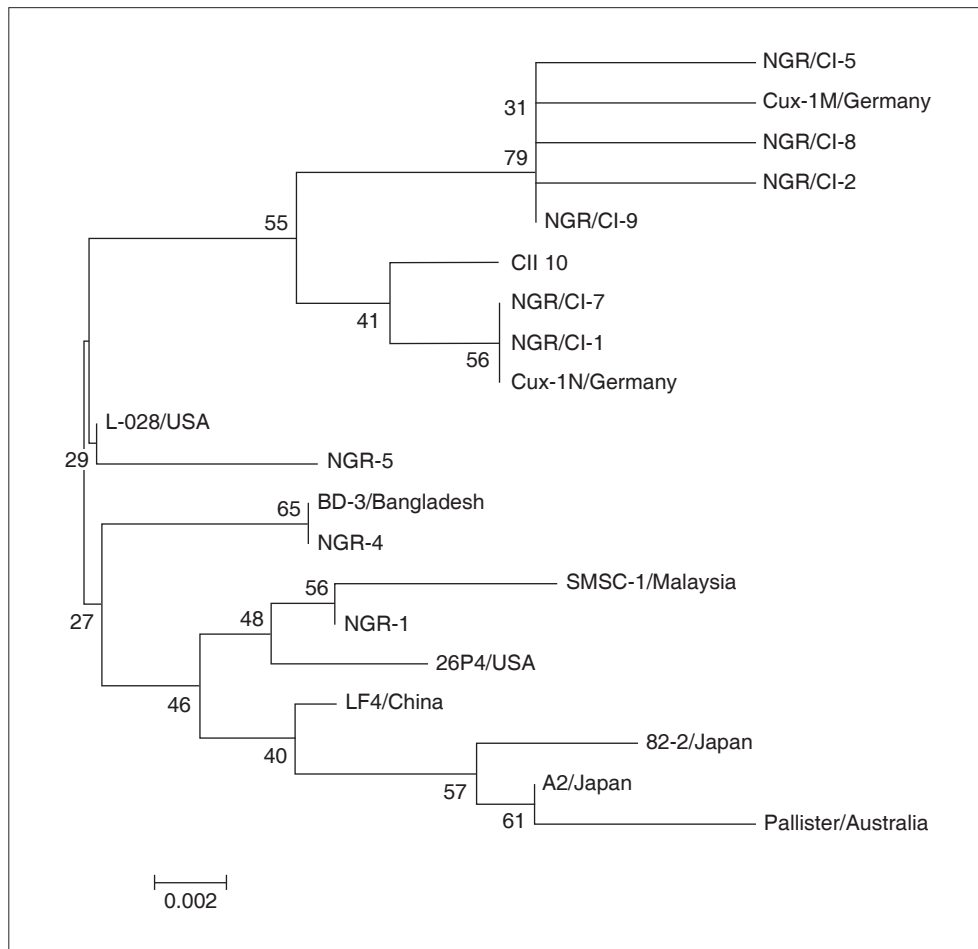 NGR/CI-5
Cux-1M/Germany
31
NGR/CI-8
79
NGR/CI-2
NGR/CI-9
55
CII 10
NGR/CI-7
41
NGR/CI-1
56
Cux-1N/Germany
L-028/USA
29
NGR-5
BD-3/Bangladesh
65
NGR-4
SMSC-1/Malaysia
56
NGR-1
48
27
26P4/USA
46
LF4/China
40
82-2/Japan
A2/Japan
57
61
Pallister/Australia
0.002